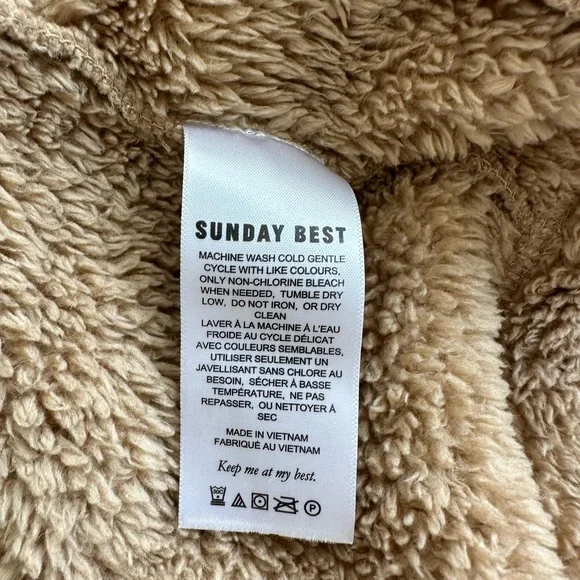 SUNDAY BEST
MACHINE WASH COLD GENTLE
CYCLE WITH LIKE COLOURS,
ONLY NON-CHLORINE BLEACH
WHEN NEEDED, TUMBLE DRY
LOW, DO NOT IRON, OR DRY
CLEAN
LAVER À LA MACHINE À L'EAU
FROIDE AU CYCLE DÉLICAT
AVEC COULEURS SEMBLABLES,
UTILISER SEULEMENT UN
JAVELLISANT SANS CHLORE AU
BESOIN, SÉCHER À BASSE
TEMPÉRATURE, NE PAS
REPASSER, OU NETTOYER À
SEC
MADE IN VIETNAM
FABRIQUÉ AU VIETNAM
Keep me at my best.
30C P